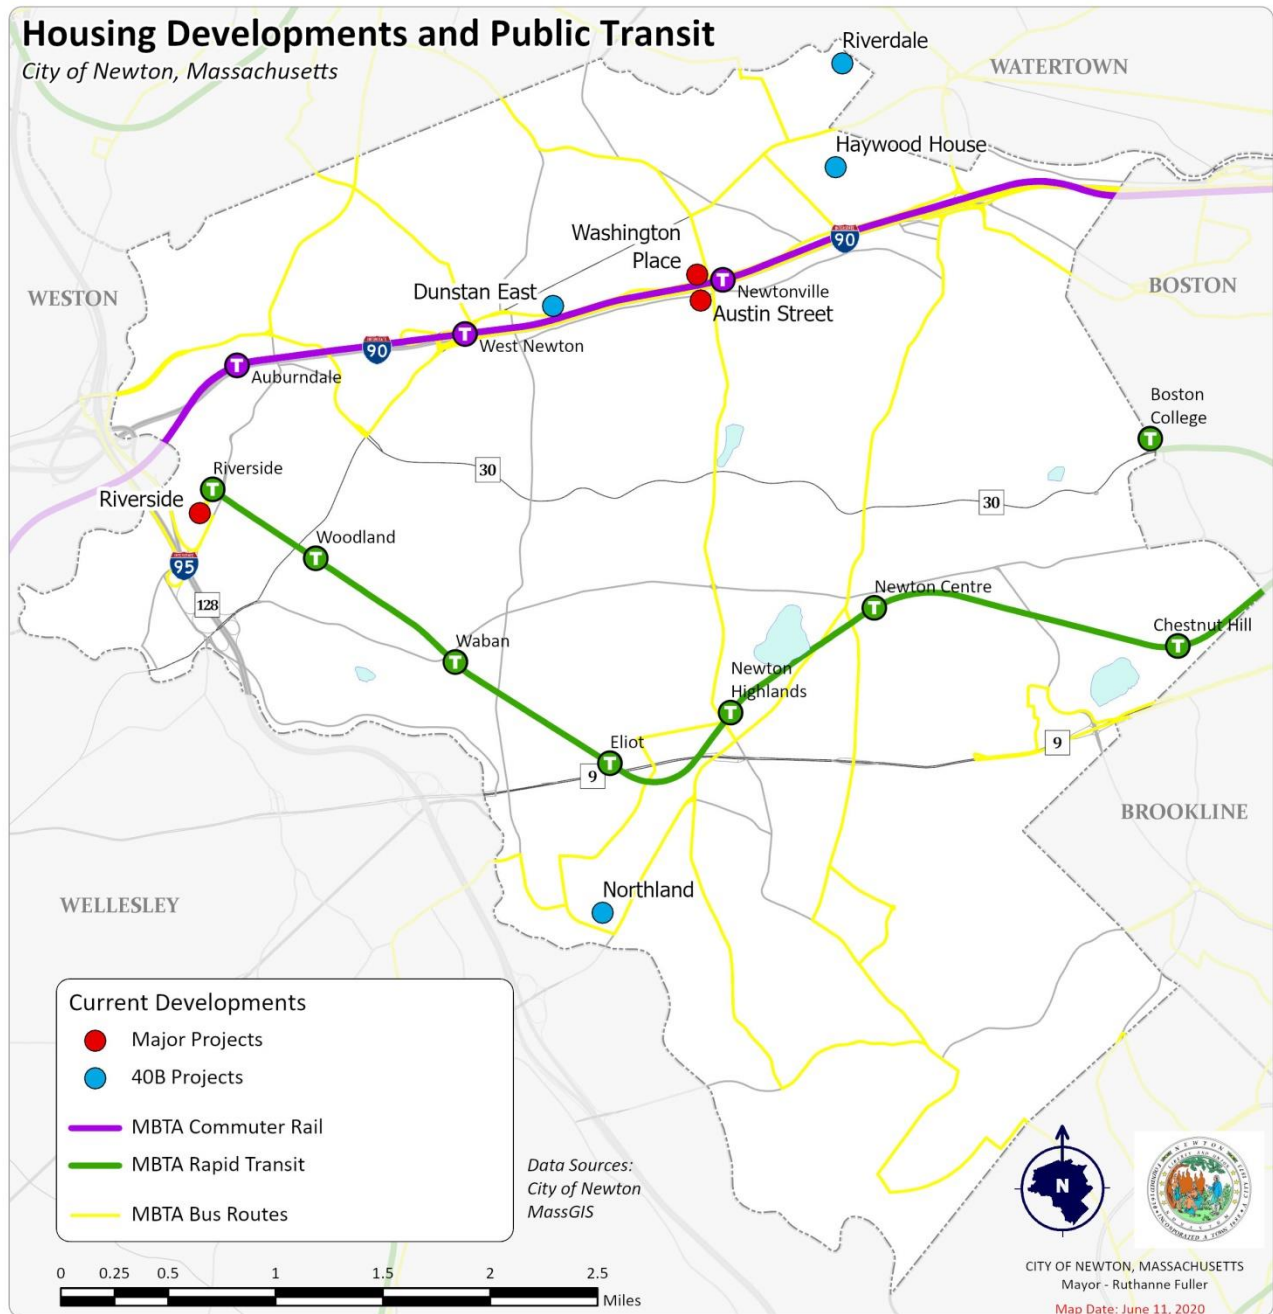 Housing Developments and Public Transit
City of Newton, Massachusetts
Riverdale
WATERTOWN
Haywood House
Washington
Place
90
WESTON
Dunstan East
Newtonville
BOSTON
Austin Street
90
West Newton
Auburndale
Boston
College
Riverside
30
Riverside
30
Woodland
95
128
Newton Centre
Waban
Chestnut Hill
Newton
Highlands
Eliot
9
9
BROOKLINE
Northland
WELLESLEY
Current Developments
Major Projects
40B Projects
MBTA Commuter Rail
MBTA Rapid Transit
MBTA Bus Routes
Data Sources:
City of Newton
MassGIS
N
0 0.25 0.5 1 1.5 2 2.5
Miles
CITY OF NEWTON, MASSACHUSETTS
Mayor - Ruthanne Fuller
Map Date: June 11, 2020